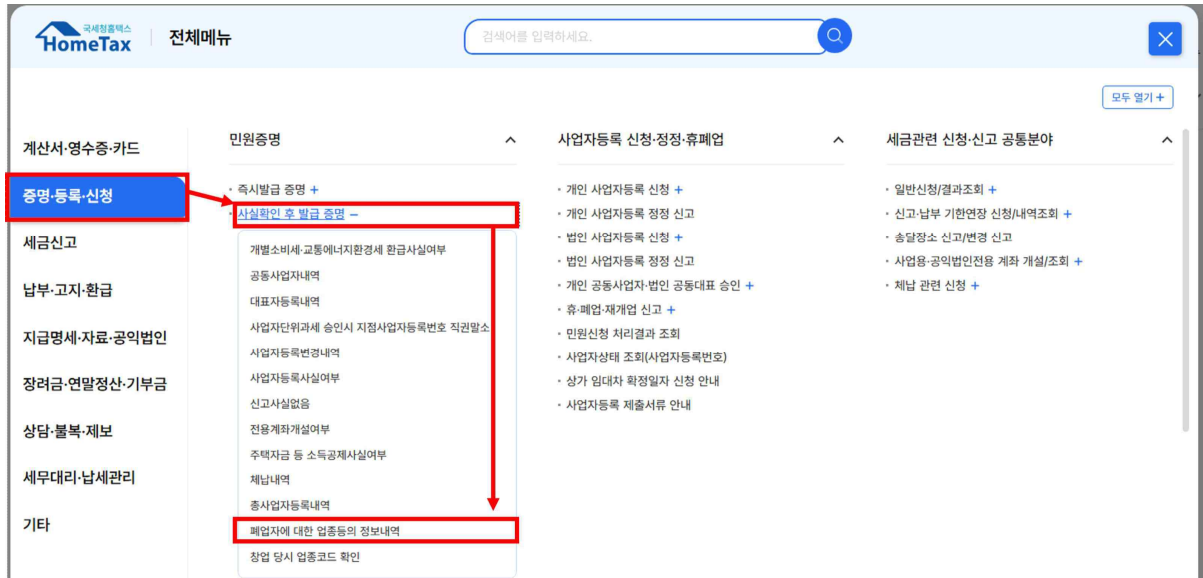 국세청홈택스
HomeTax
전체메뉴
검색어를 입력하세요.
모두 열기 +
계산서·영수증·카드
증명·등록·신청
세금신고
납부·고지·환급
지급명세·자료·공익법인
장려금·연말정산·기부금
상담·불복·제보
세무대리·납세관리
기타
민원증명
· 즉시발급 증명 +
· 사실확인 후 발급 증명 −
개별소비세·교통에너지환경세 환급사실여부
공동사업자내역
대표자등록내역
사업자단위과세 승인시 지점사업자등록번호 직권말소
사업자등록변경내역
사업자등록사실여부
신고사실없음
전용계좌개설여부
주택자금 등 소득공제사실여부
체납내역
총사업자등록내역
폐업자에 대한 업종등의 정보내역
창업 당시 업종코드 확인
사업자등록 신청·정정·휴폐업
· 개인 사업자등록 신청 +
· 개인 사업자등록 정정 신고
· 법인 사업자등록 신청 +
· 법인 사업자등록 정정 신고
· 개인 공동사업자·법인 공동대표 승인 +
· 휴·폐업·재개업 신고 +
· 민원신청 처리결과 조회
· 사업자상태 조회(사업자등록번호)
· 상가 임대차 확정일자 신청 안내
· 사업자등록 제출서류 안내
세금관련 신청·신고 공통분야
· 일반신청/결과조회 +
· 신고·납부 기한연장 신청/내역조회 +
· 송달장소 신고/변경 신고
· 사업용·공익법인전용 계좌 개설/조회 +
· 체납 관련 신청 +